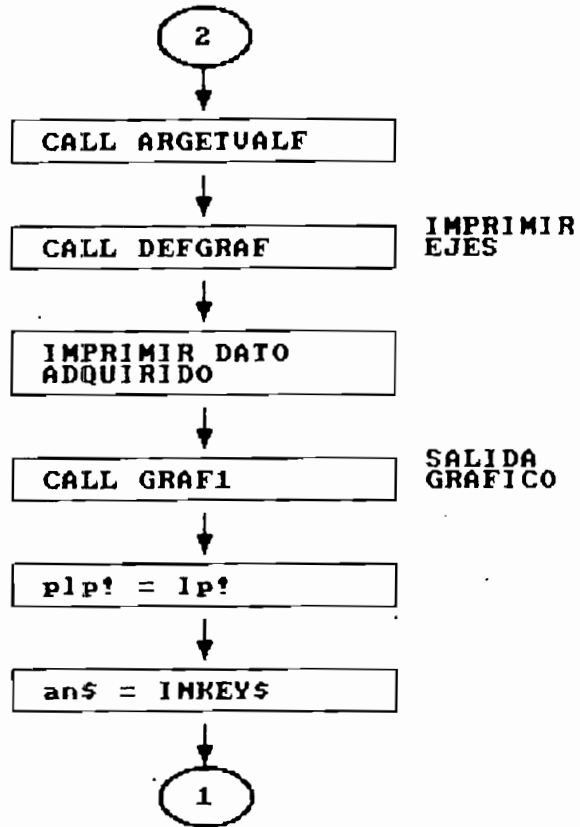 2
CALL ARGETVALF
CALL DEFGRAF
IMPRIMIR
EJES
IMPRIMIR DATO
ADQUIRIDO
CALL GRAF1
SALIDA
GRAFICO
plp! = lp!
an$ = INKEY$
1